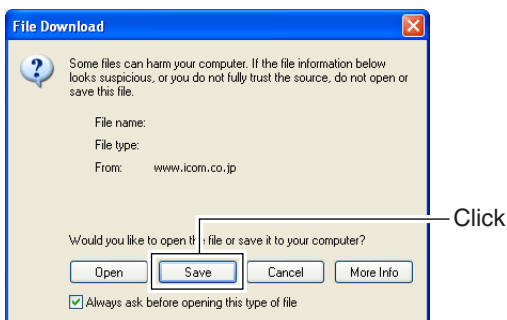 File Download
Some files can harm your computer. If the file information below
looks suspicious, or you do not fully trust the source, do not open or
save this file.
File name:
File type:
From: www.icom.co.jp
Click
Would you like to open the file or save it to your computer?
Open Save Cancel More Info
Always ask before opening this type of file